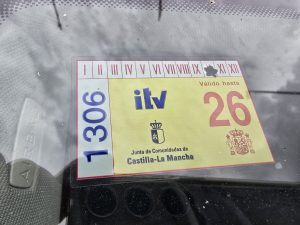 I II III IV V VI VII VIII IX XI XII
1306
itv
Válido hasta
26
Junta de Comunidades de
Castilla-La Mancha